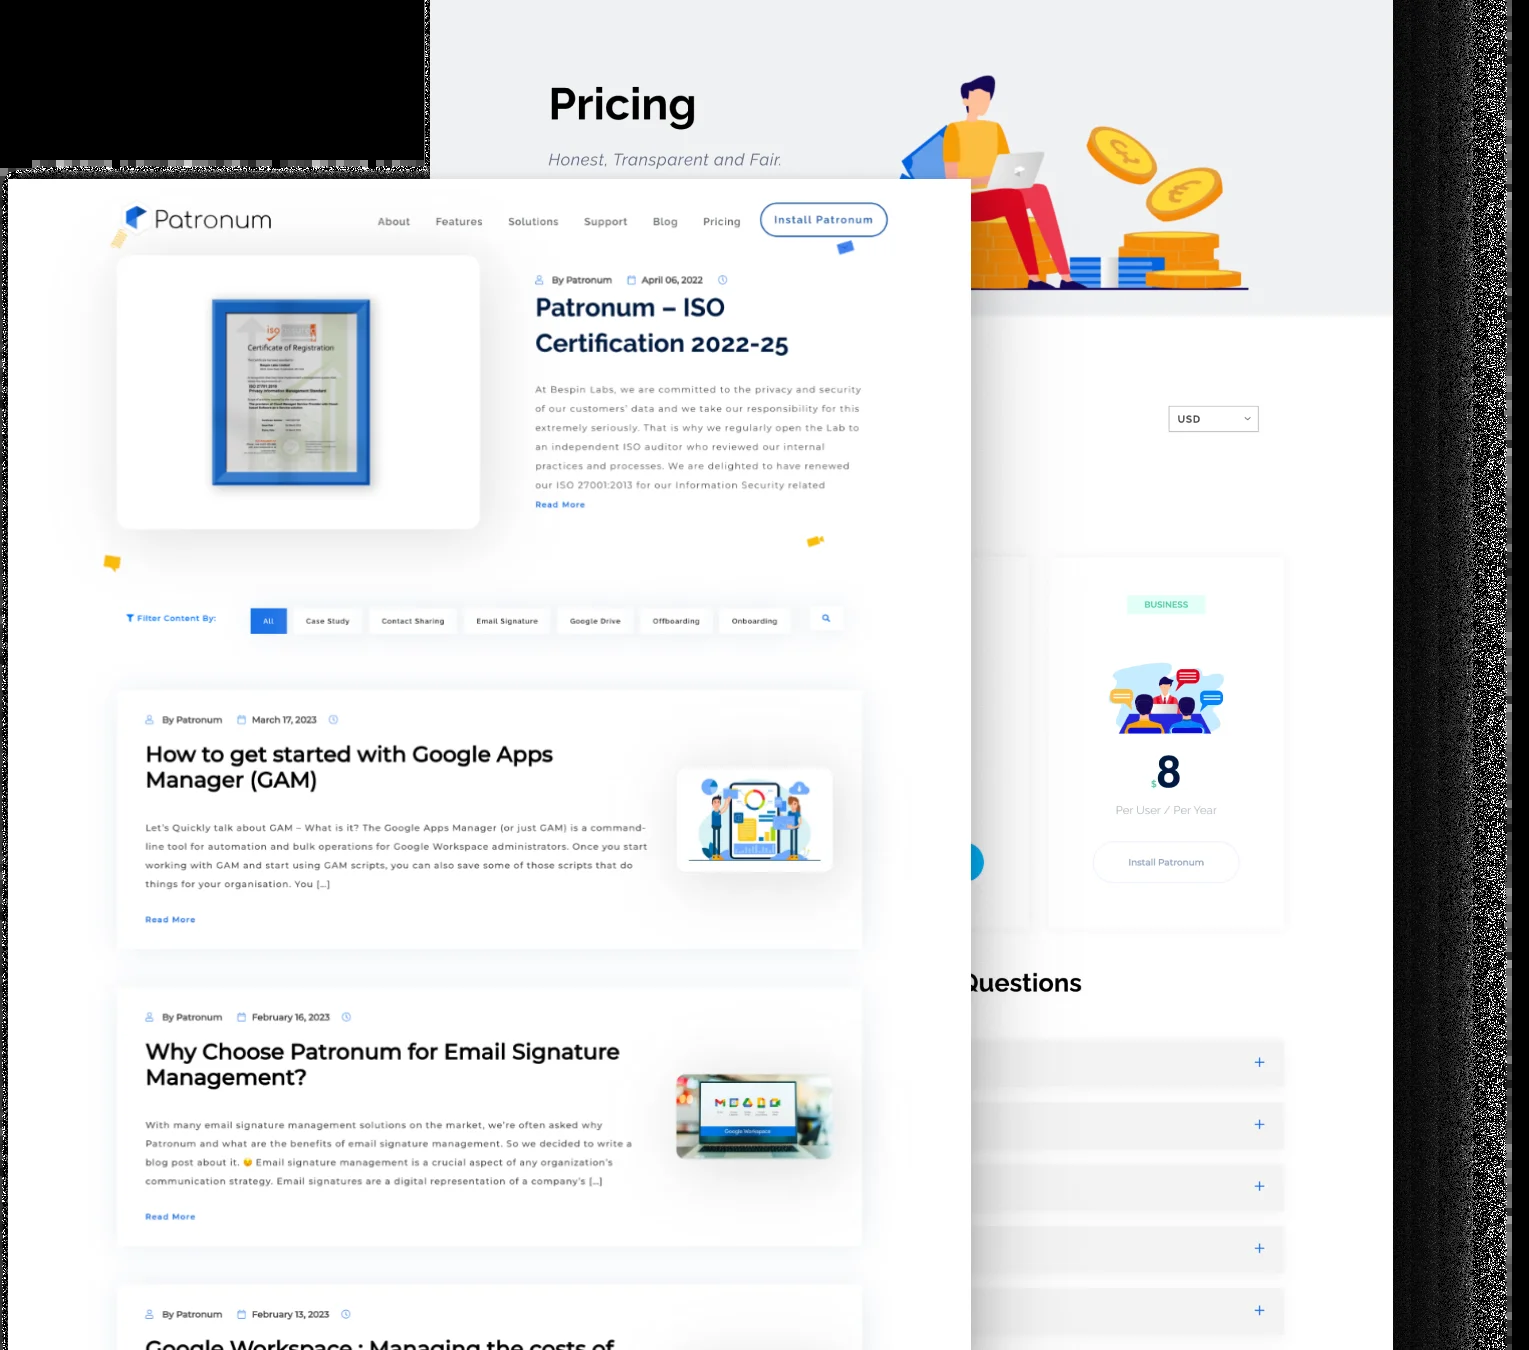 Pricing
Honest, Transparent and Fair.
Patronum
About
Features
Solutions
Support
Blog
Pricing
Install Patronum
By Patronum
April 06, 2022
Patronum – ISO
Certification 2022-25
At Bespin Labs, we are committed to the privacy and security
of our customers' data and we take our responsibility for this
extremely seriously. That is why we regularly open the Lab to
an independent ISO auditor who reviewed our internal
practices and processes. We are delighted to have renewed
our ISO 27001:2013 for our Information Security related
Read More
iso
Certificate of Registration
Filter Content By:
All
Case Study
Contact Sharing
Email Signature
Google Drive
Offboarding
Onboarding
By Patronum
March 17, 2023
How to get started with Google Apps
Manager (GAM)
Let's Quickly talk about GAM – What is it? The Google Apps Manager (or just GAM) is a command-
line tool for automation and bulk operations for Google Workspace administrators. Once you start
working with GAM and start using GAM scripts, you can also save some of those scripts that do
things for your organisation. You [...]
Read More
By Patronum
February 16, 2023
Why Choose Patronum for Email Signature
Management?
With many email signature management solutions on the market, we're often asked why
Patronum and what are the benefits of email signature management. So we decided to write a
blog post about it. 😉 Email signature management is a crucial aspect of any organization's
communication strategy. Email signatures are a digital representation of a company's [...]
Read More
Google Workspace
By Patronum
February 13, 2023
Google Workspace : Managing the costs of
USD
BUSINESS
$8
Per User / Per Year
Install Patronum
Questions